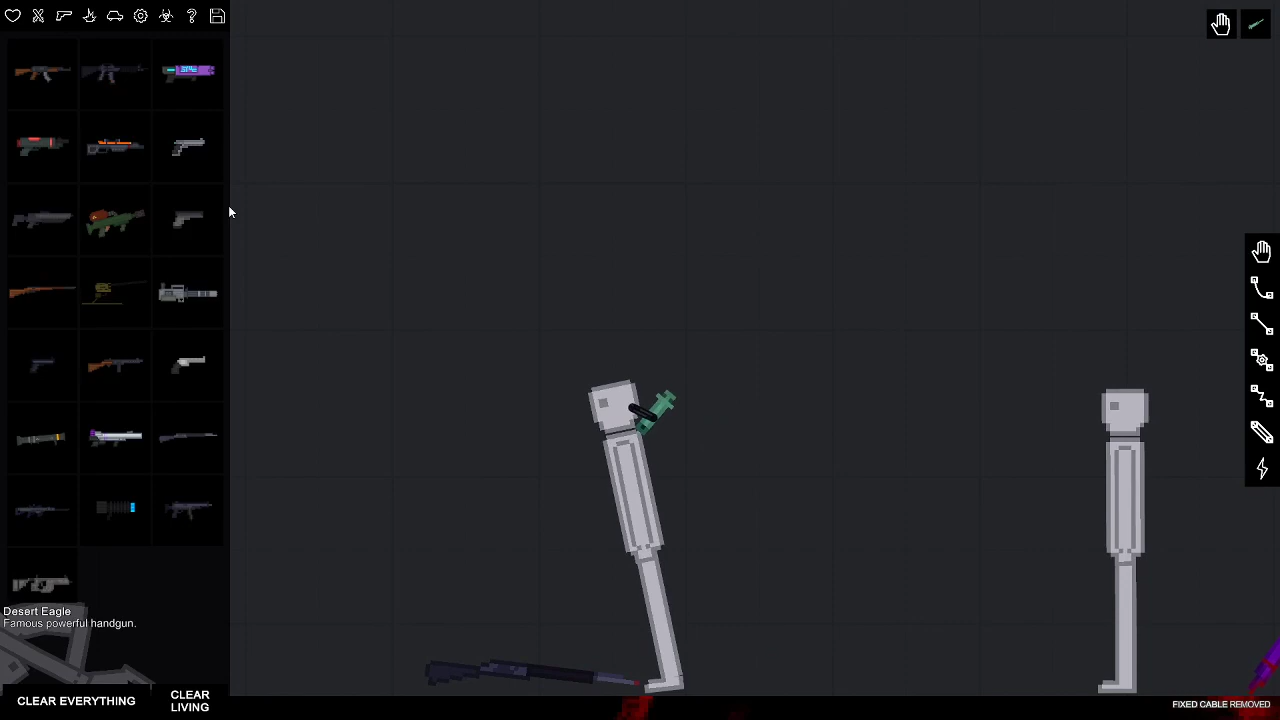 Desert Eagle
Famous powerful handgun.
CLEAR EVERYTHING
CLEAR
LIVING
FIXED CABLE REMOVED